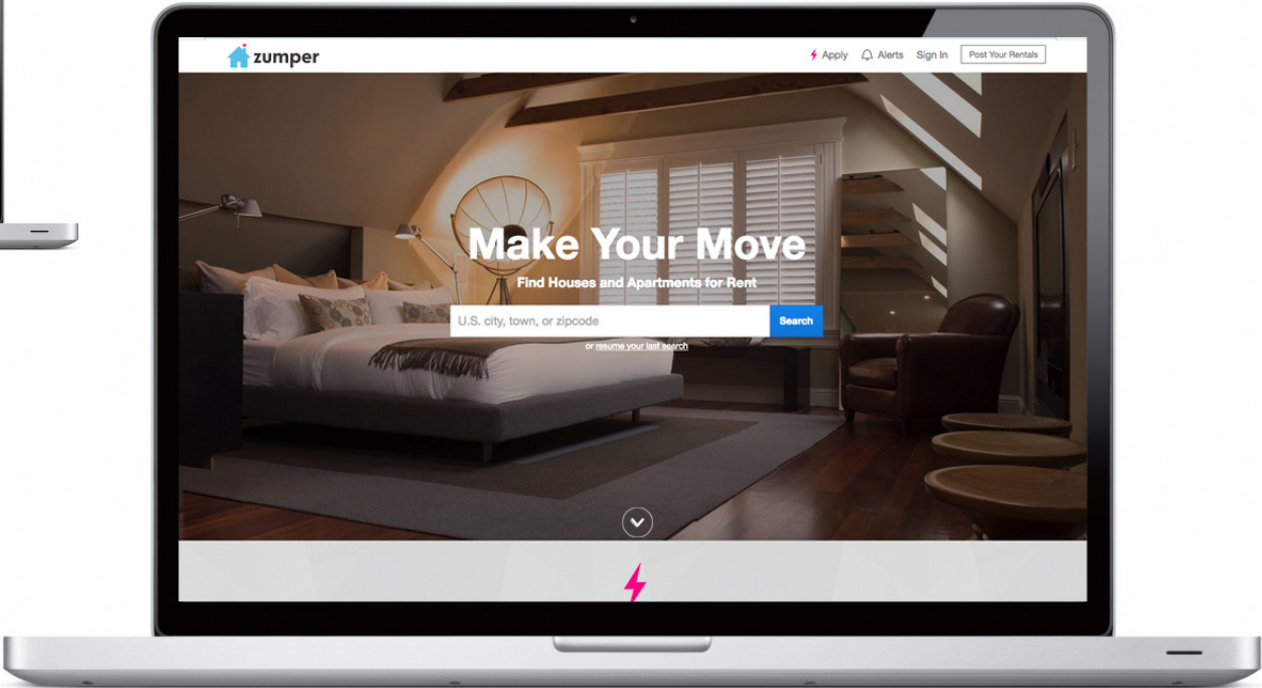 zumper
Apply Alerts Sign In Post Your Rentals
Make Your Move
Find Houses and Apartments for Rent
U.S. city, town, or zipcode Search
or resume your last search